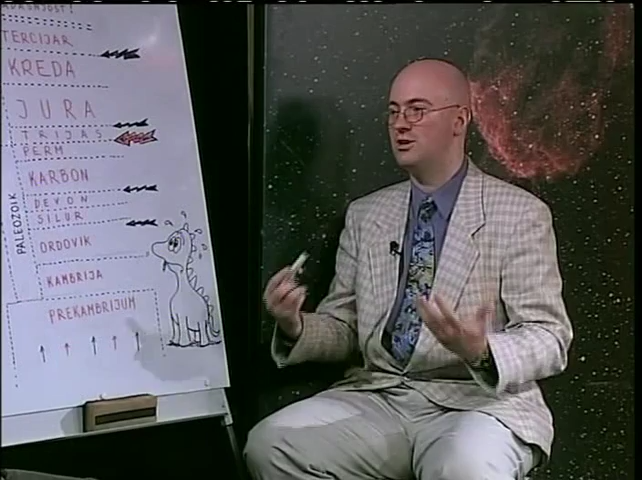 TERCIJAR
KREDA
JURA
TRIJAS
PERM
KARBON
DEVON
SILUR
ORDOVIK
KAMBRIJA
PALEOZOIK
PREKAMBRIJUM